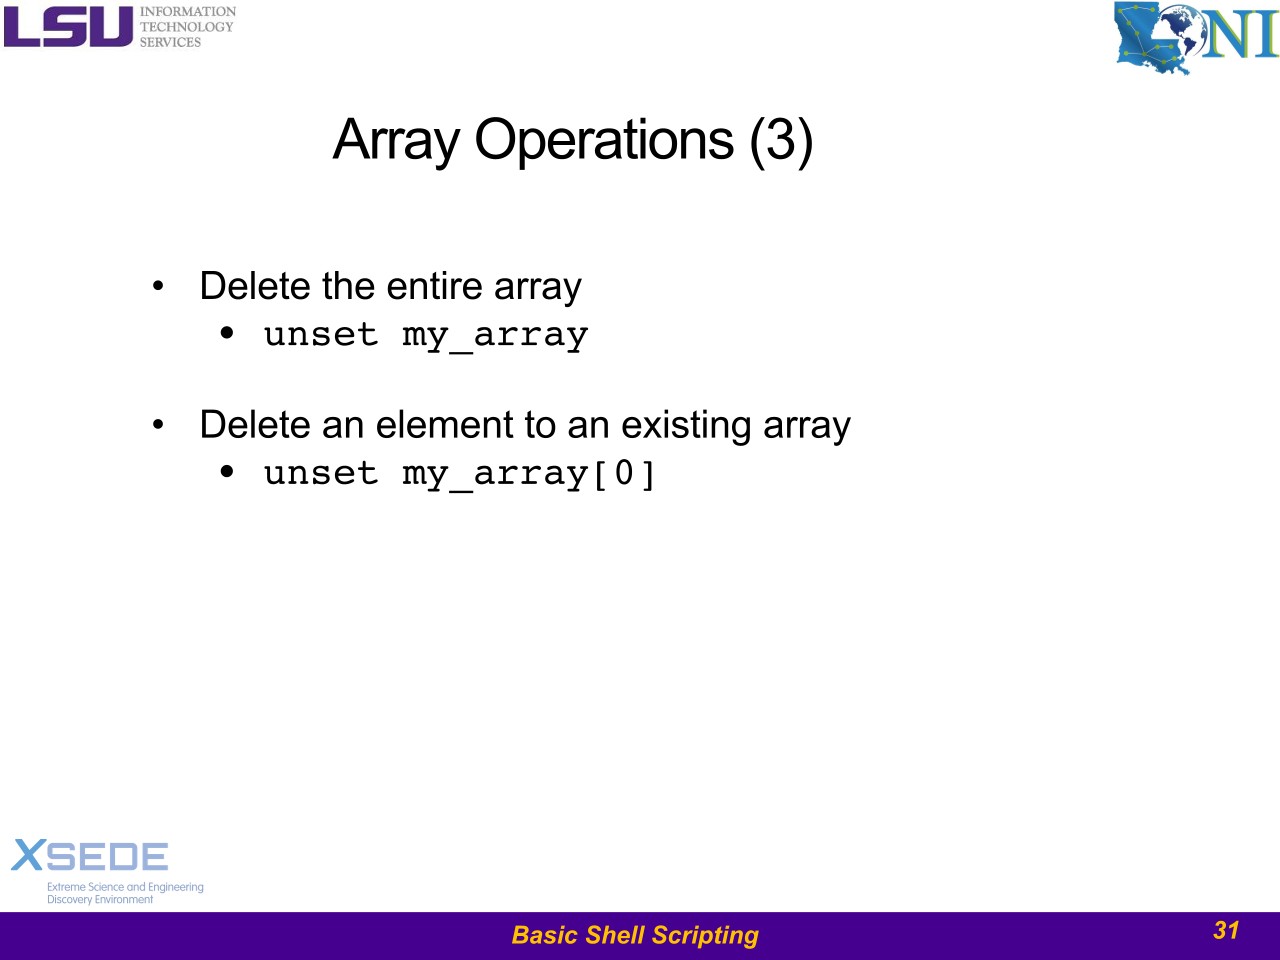 LSU INFORMATION
TECHNOLOGY
SERVICES
LONI
Array Operations (3)
• Delete the entire array
• unset my_array
• Delete an element to an existing array
• unset my_array[0]
XSEDE
Extreme Science and Engineering
Discovery Environment
Basic Shell Scripting
31